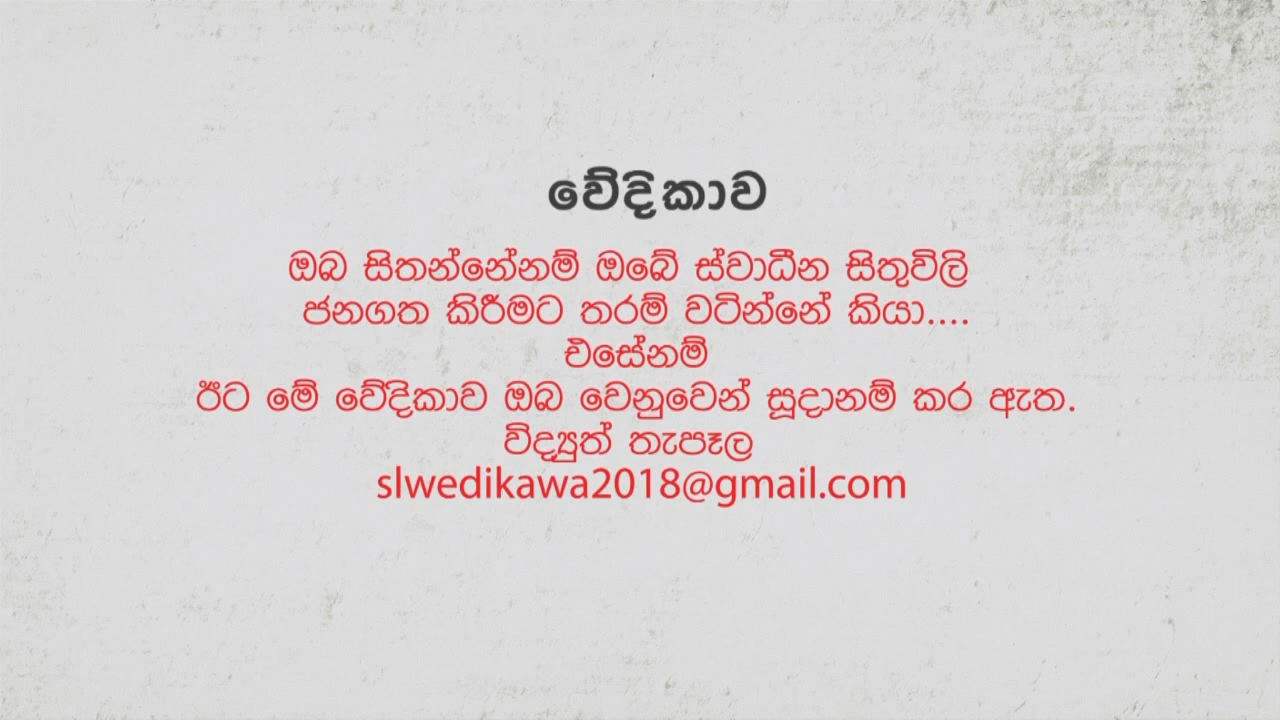 වේදිකාව
ඔබ සිතන්නේනම් ඔබේ ස්වාධීන සිතුවිලි
ජනගත කිරීමට තරම් වටින්නේ කියා....
එසේනම්
ඊට මේ වේදිකාව ඔබ වෙනුවෙන් සූදානම් කර ඇත.
විද්‍යුත් තැපෑල
slwedikawa2018@gmail.com